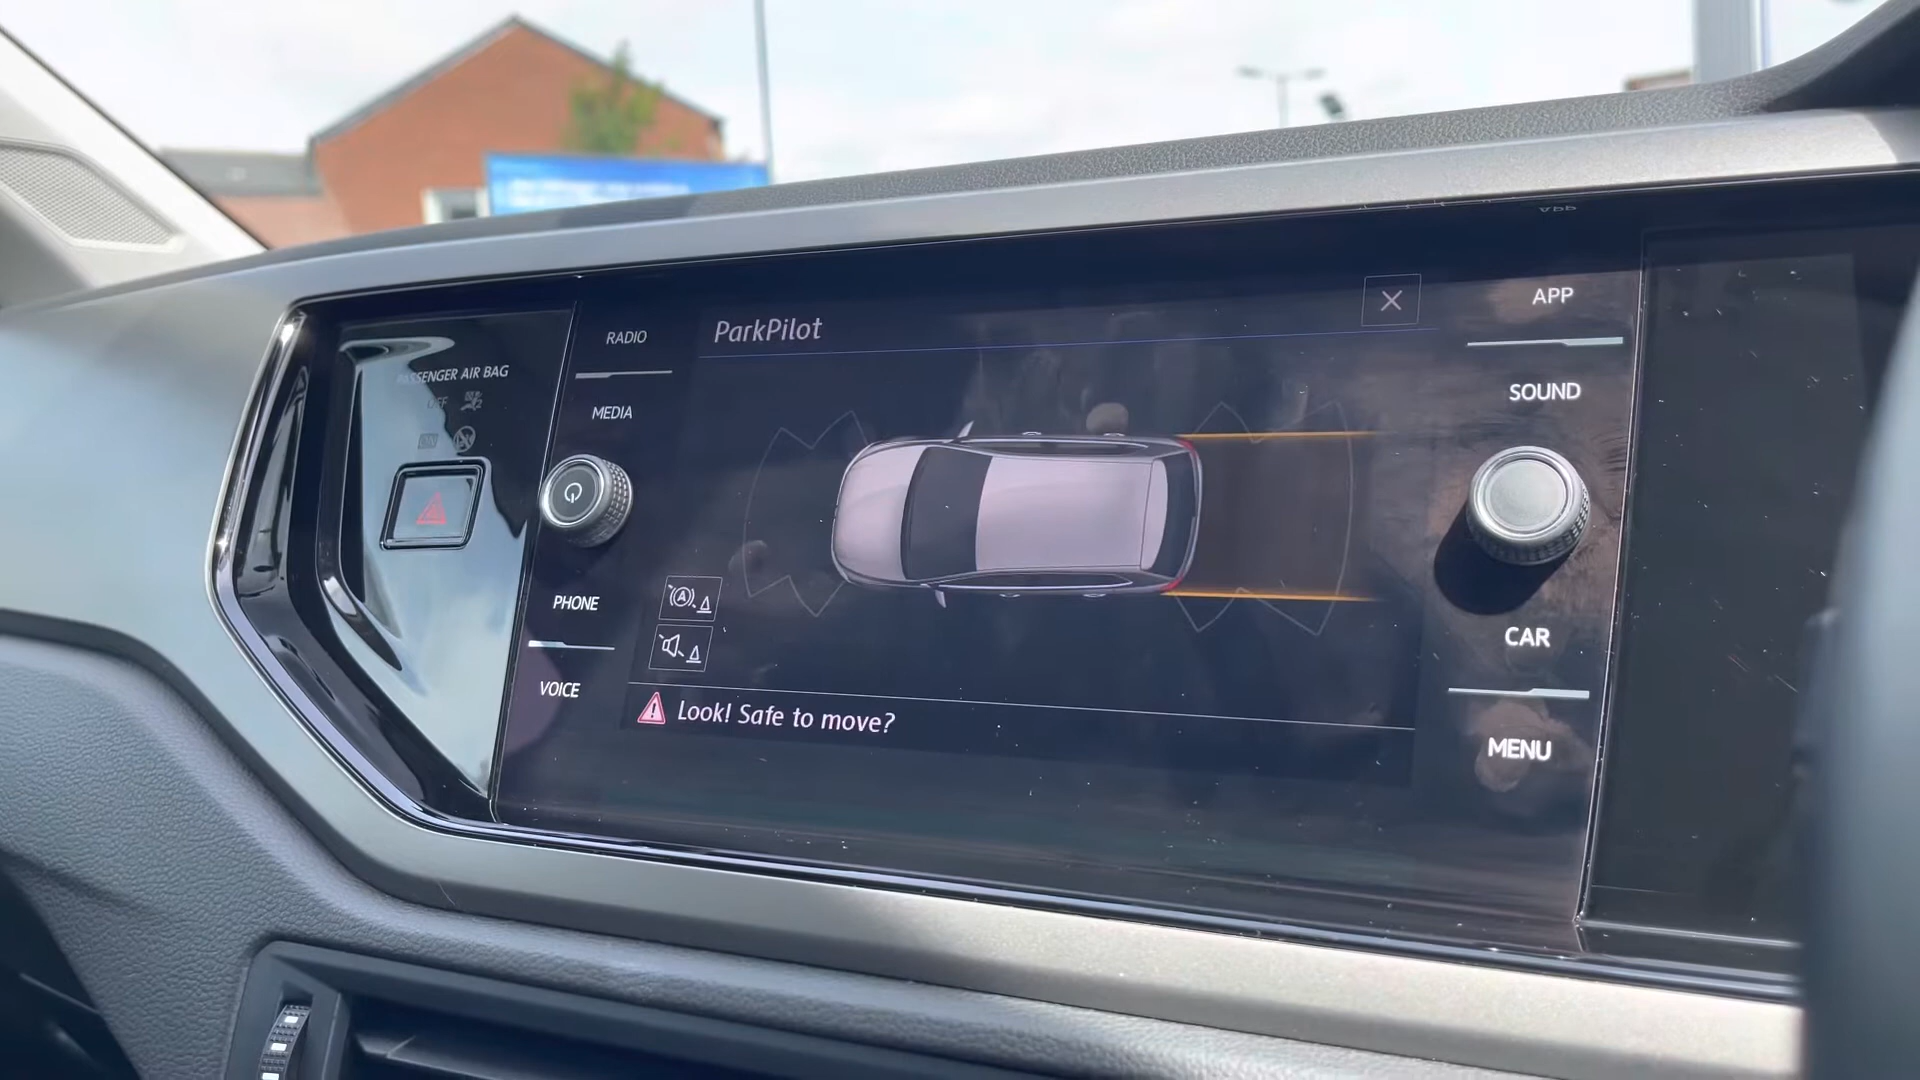 PASSENGER AIR BAG
OFF
RADIO
MEDIA
PHONE
VOICE
ParkPilot
A
Look! Safe to move?
APP
SOUND
CAR
MENU